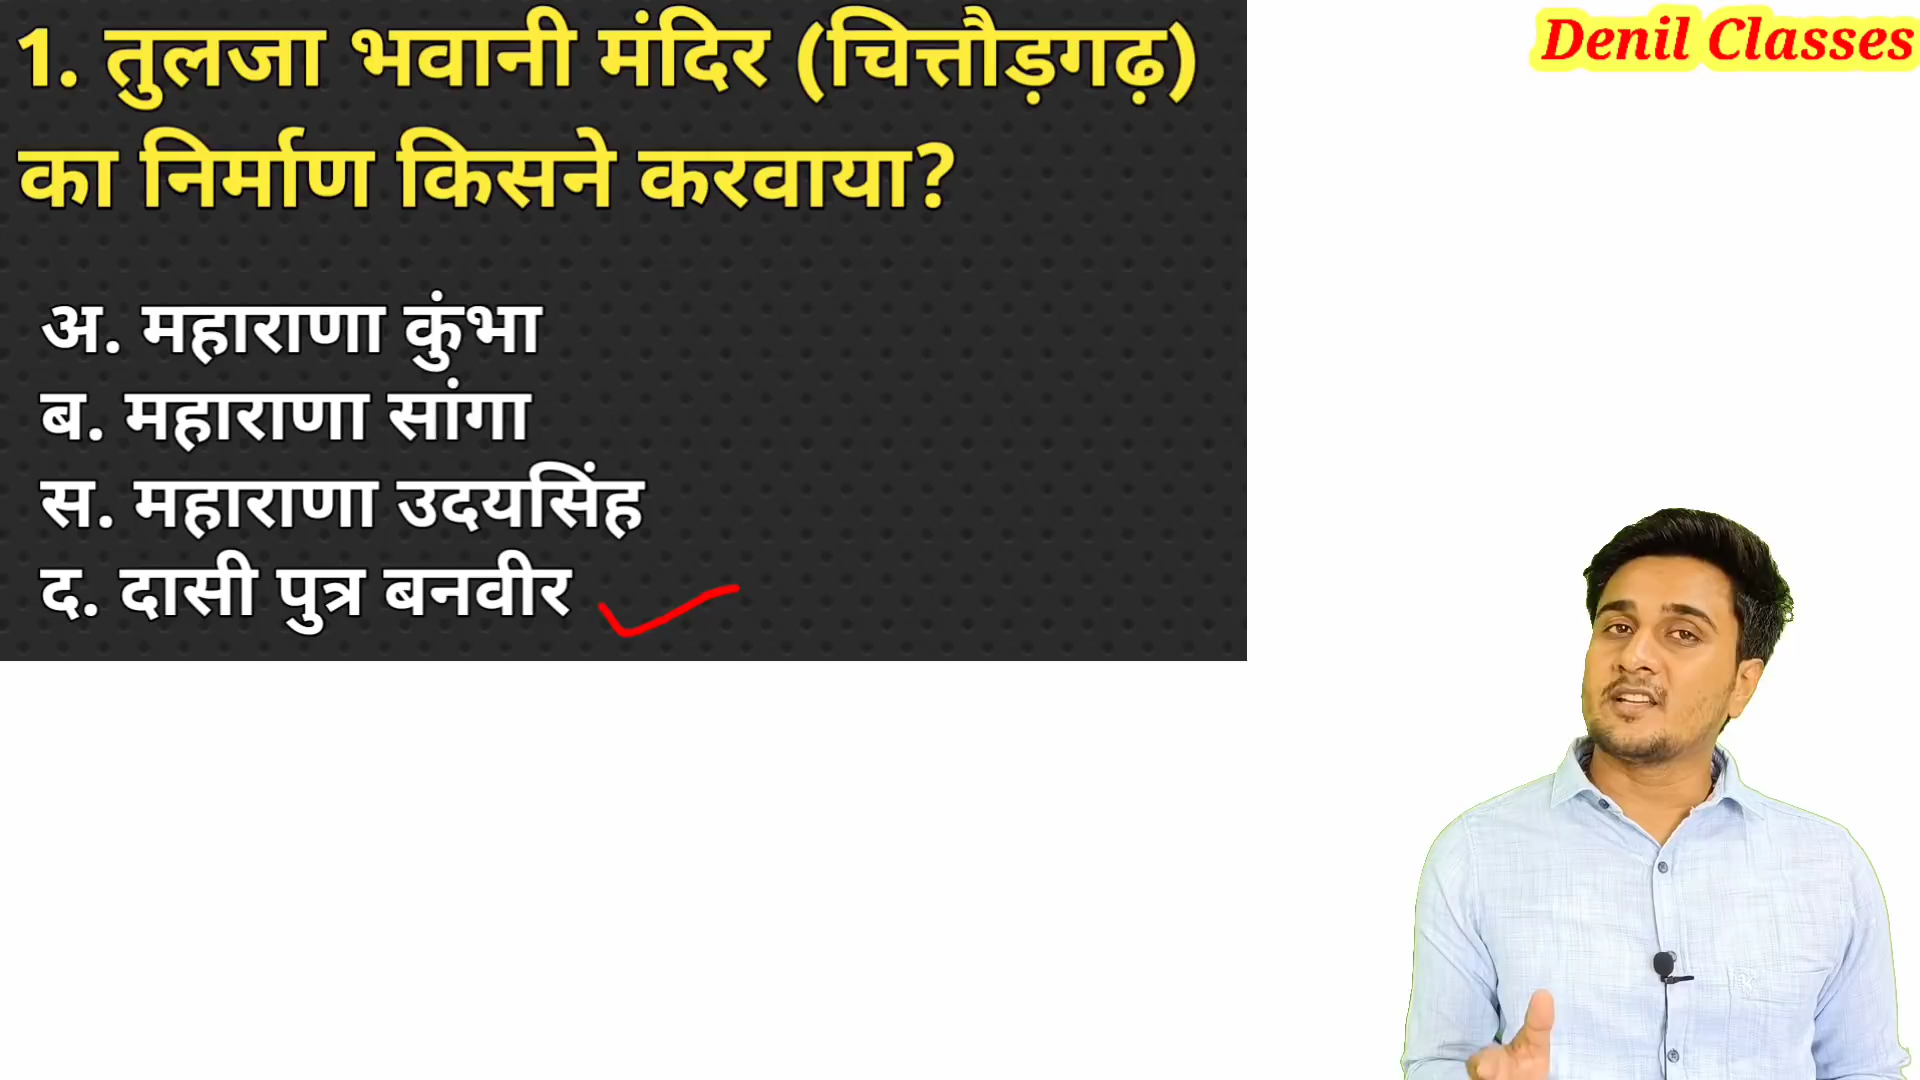 1. तुलजा भवानी मंदिर (चित्तौड़गढ़)
का निर्माण किसने करवाया?
अ. महाराणा कुंभा
ब. महाराणा सांगा
स. महाराणा उदयसिंह
द. दासी पुत्र बनवीर
Denil Classes